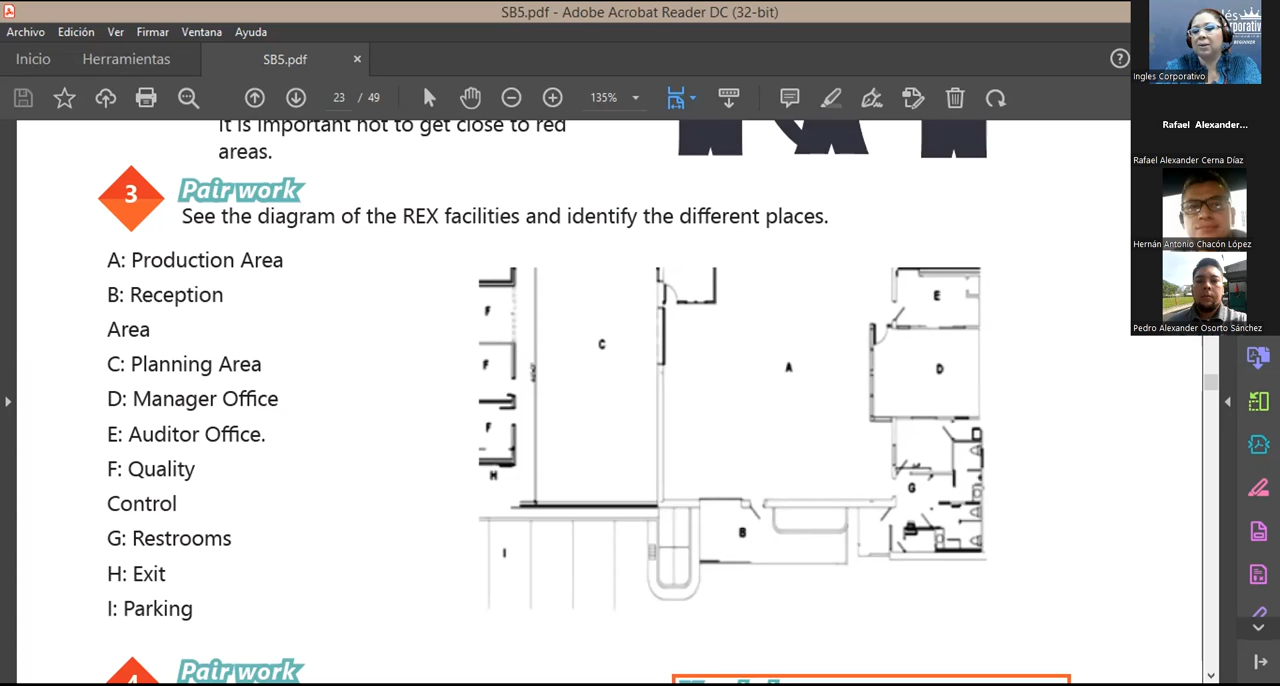 SB5.pdf - Adobe Acrobat Reader DC (32-bit)
Archivo Edición Ver Firmar Ventana Ayuda
Inicio Herramientas SB5.pdf ×
23 / 49 135%
It is important not to get close to red
areas.
3 Pair work
See the diagram of the REX facilities and identify the different places.
A: Production Area
B: Reception
Area
C: Planning Area
D: Manager Office
E: Auditor Office.
F: Quality
Control
G: Restrooms
H: Exit
I: Parking
F
F
F
H
I
C
A
B
E
D
G
Pair work
BEGINNER
Ingles Corporativo
Rafael Alexander...
Rafael Alexander Cerna Díaz
Hernán Antonio Chacón López
Pedro Alexander Osorto Sánchez